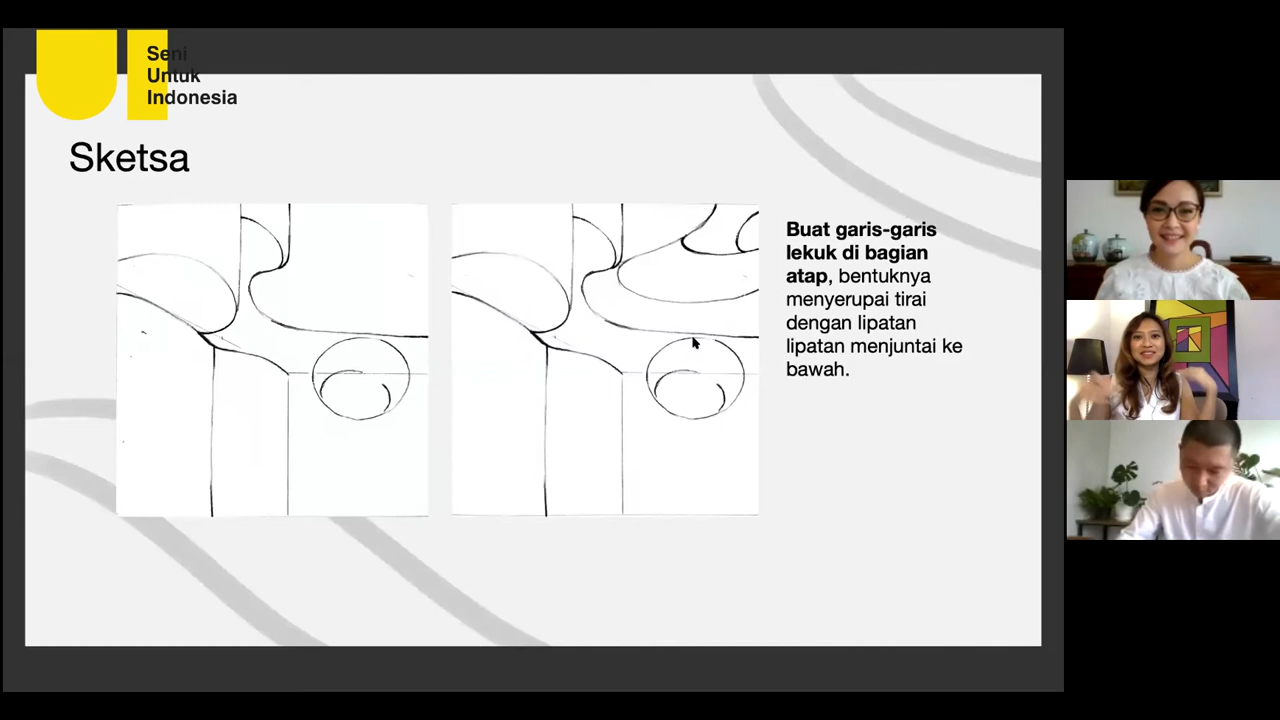 Seni
Untuk
Indonesia
Sketsa
Buat garis-garis
lekuk di bagian
atap, bentuknya
menyerupai tirai
dengan lipatan
lipatan menjuntai ke
bawah.